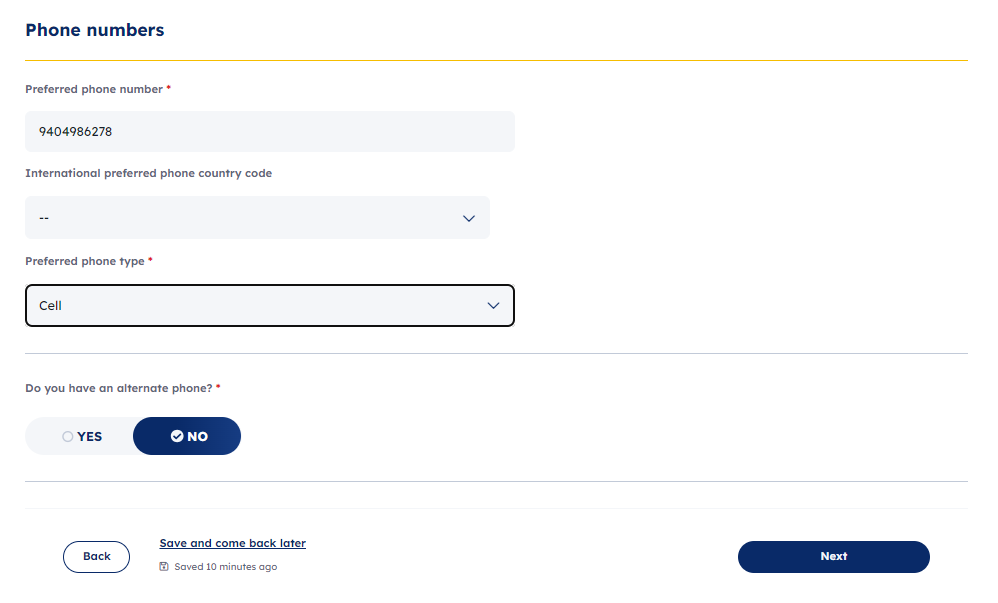 Phone numbers
Preferred phone number *
9404986278
International preferred phone country code
--
Preferred phone type *
Cell
Do you have an alternate phone? *
YES NO
Save and come back later
Back
Next
Saved 10 minutes ago